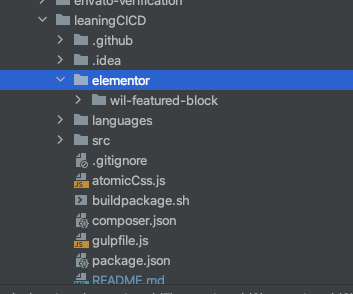 envato-verification
leaningCICD
.github
.idea
elementor
wil-featured-block
languages
src
.gitignore
atomicCss.js
buildpackage.sh
composer.json
gulpfile.js
package.json
README.md